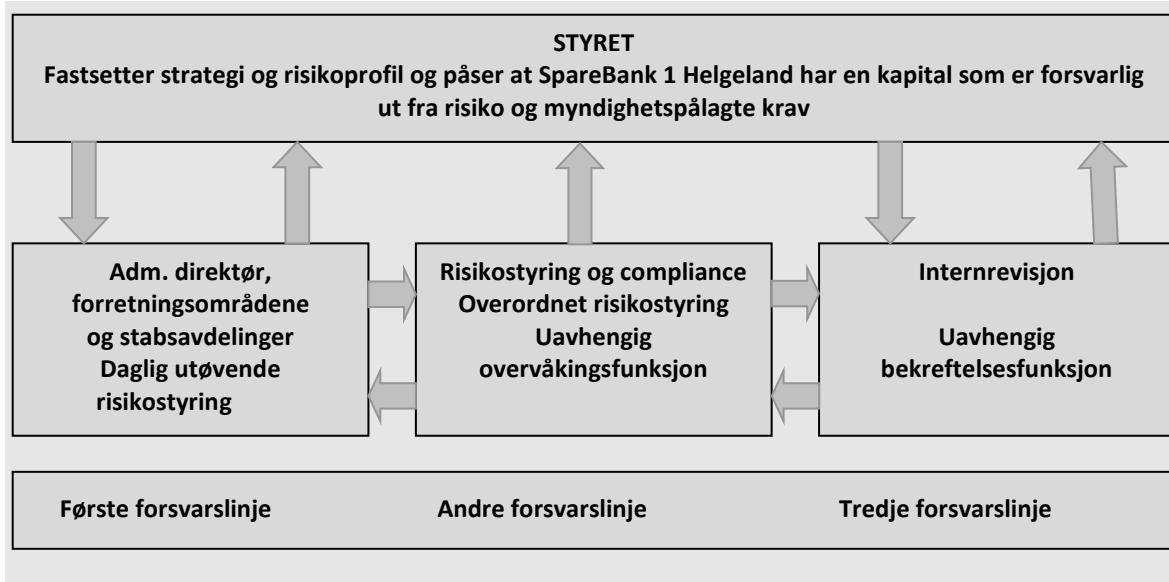 STYRET
Fastsetter strategi og risikoprofil og påser at SpareBank 1 Helgeland har en kapital som er forsvarlig
ut fra risiko og myndighetspålagte krav
Adm. direktør,
forretningsområdene
og stabsavdelinger
Daglig utøvende
risikostyring
Risikostyring og compliance
Overordnet risikostyring
Uavhengig
overvåkingsfunksjon
Internrevisjon
Uavhengig
bekreftelsesfunksjon
Første forsvarslinje
Andre forsvarslinje
Tredje forsvarslinje